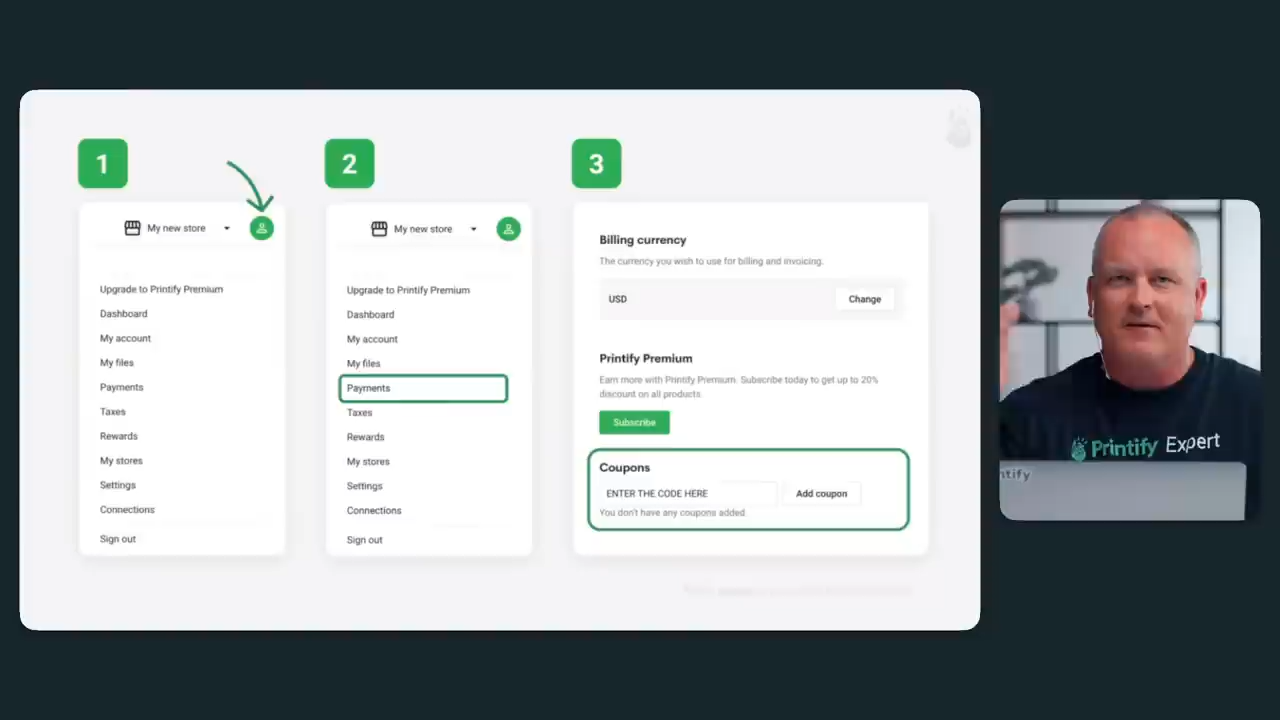 1
My new store
Upgrade to Printify Premium
Dashboard
My account
My files
Payments
Taxes
Rewards
My stores
Settings
Connections
Sign out
2
My new store
Upgrade to Printify Premium
Dashboard
My account
My files
Payments
Taxes
Rewards
My stores
Settings
Connections
Sign out
3
Billing currency
The currency you wish to use for billing and invoicing.
USD
Change
Printify Premium
Earn more with Printify Premium. Subscribe today to get up to 20%
discount on all products
Subscribe
Coupons
ENTER THE CODE HERE
Add coupon
You don't have any coupons added
Printify Expert
ntify